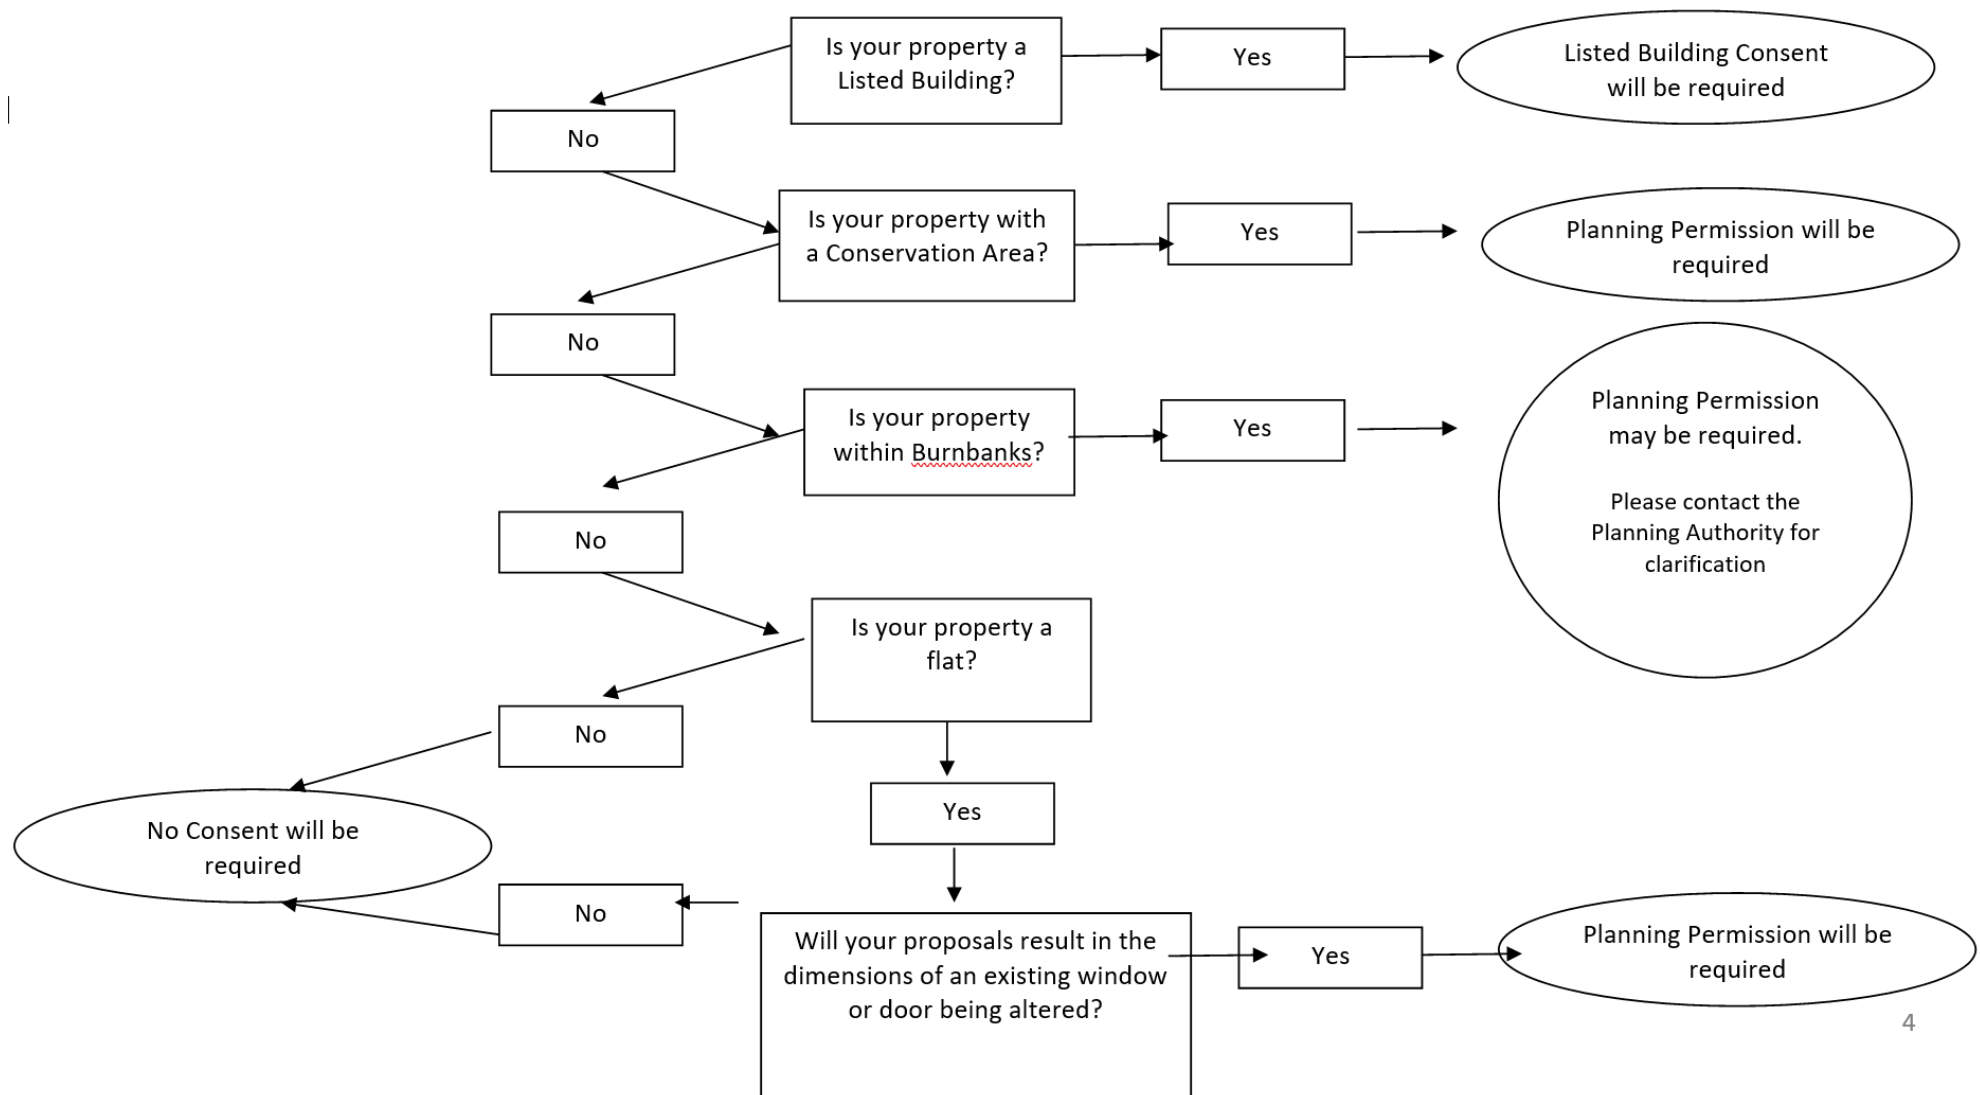 Is your property a
Listed Building?
Yes
Listed Building Consent
will be required
No
Is your property with
a Conservation Area?
Yes
Planning Permission will be
required
No
Is your property
within Burnbanks?
Yes
Planning Permission
may be required.
Please contact the
Planning Authority for
clarification
No
Is your property a
flat?
No
Yes
No Consent will be
required
No
Will your proposals result in the
dimensions of an existing window
or door being altered?
Yes
Planning Permission will be
required
4